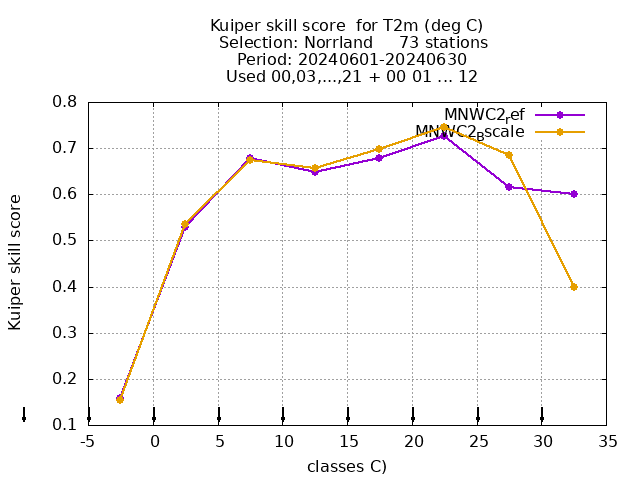 Kuiper skill score for T2m (deg C)
Selection: Norrland 73 stations
Period: 20240601-20240630
Used 00,03,...,21 + 00 01 ... 12
MNWC2ref
MNWC2Bscale
0.8
0.7
0.6
0.5
0.4
0.3
0.2
0.1
Kuiper skill score
-5 0 5 10 15 20 25 30 35
classes C)